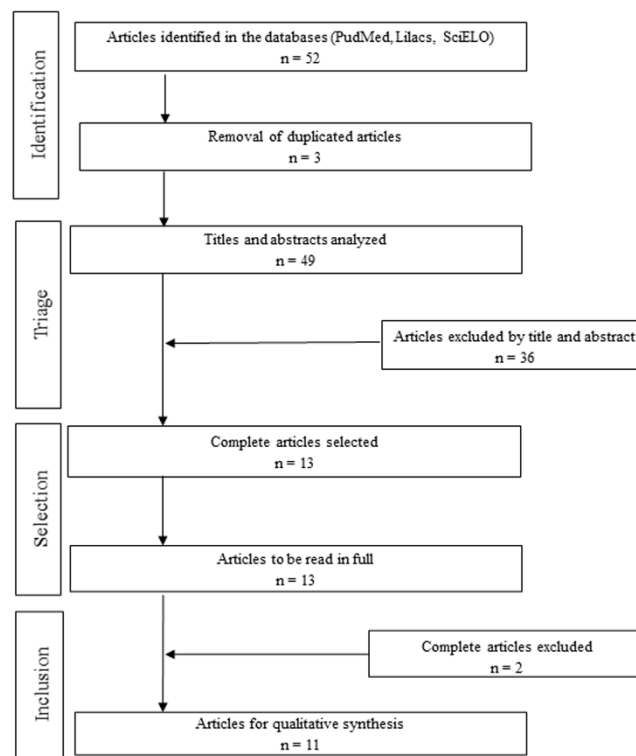 Identification
Articles identified in the databases (PudMed, Lilacs, SciELO)
n = 52
Removal of duplicated articles
n = 3
Triage
Titles and abstracts analyzed
n = 49
Articles excluded by title and abstract
n = 36
Selection
Complete articles selected
n = 13
Articles to be read in full
n = 13
Inclusion
Complete articles excluded
n = 2
Articles for qualitative synthesis
n = 11